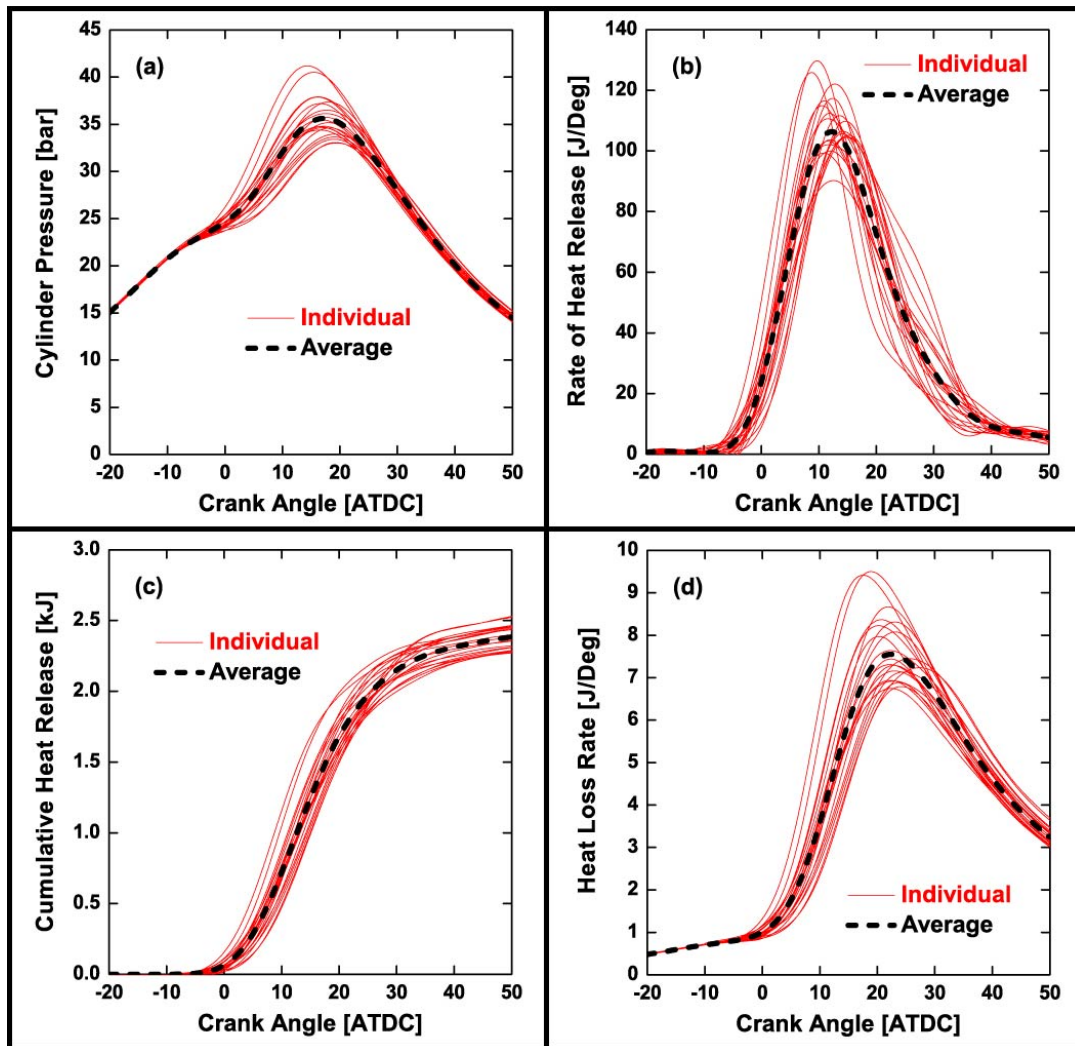 (a)
45
40
35
30
25
20
15
10
5
0
Cylinder Pressure [bar]
Individual
Average
-20 -10 0 10 20 30 40 50
Crank Angle [ATDC]
(b)
140
120
100
80
60
40
20
0
Rate of Heat Release [J/Deg]
Individual
Average
-20 -10 0 10 20 30 40 50
Crank Angle [ATDC]
(c)
3.0
2.5
2.0
1.5
1.0
0.5
0.0
Cumulative Heat Release [kJ]
Individual
Average
-20 -10 0 10 20 30 40 50
Crank Angle [ATDC]
(d)
10
9
8
7
6
5
4
3
2
1
0
Heat Loss Rate [J/Deg]
Individual
Average
-20 -10 0 10 20 30 40 50
Crank Angle [ATDC]